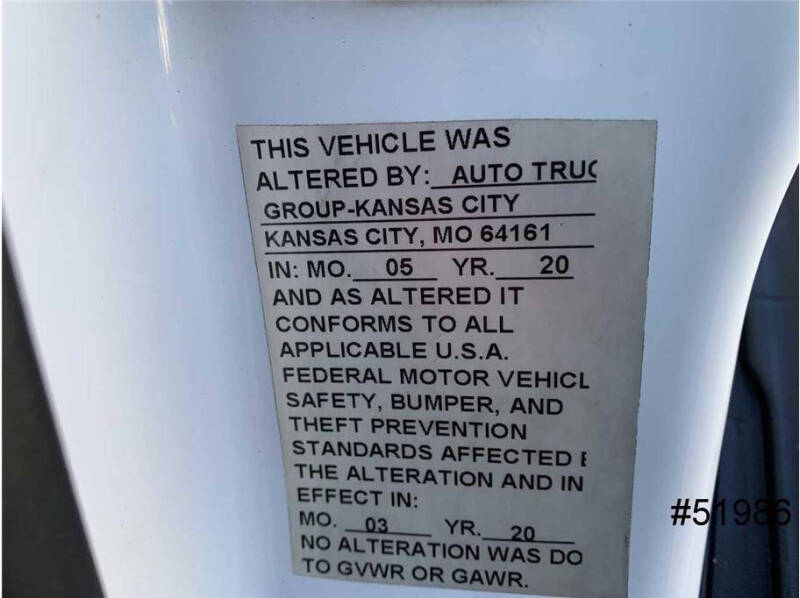 THIS VEHICLE WAS
ALTERED BY: AUTO TRUC
GROUP-KANSAS CITY
KANSAS CITY, MO 64161
IN: MO. 05 YR. 20
AND AS ALTERED IT
CONFORMS TO ALL
APPLICABLE U.S.A.
FEDERAL MOTOR VEHICL
SAFETY, BUMPER, AND
THEFT PREVENTION
STANDARDS AFFECTED
THE ALTERATION AND IN
EFFECT IN:
MO. 03 YR. 20
NO ALTERATION WAS DO
TO GVWR OR GAWR.
#51986